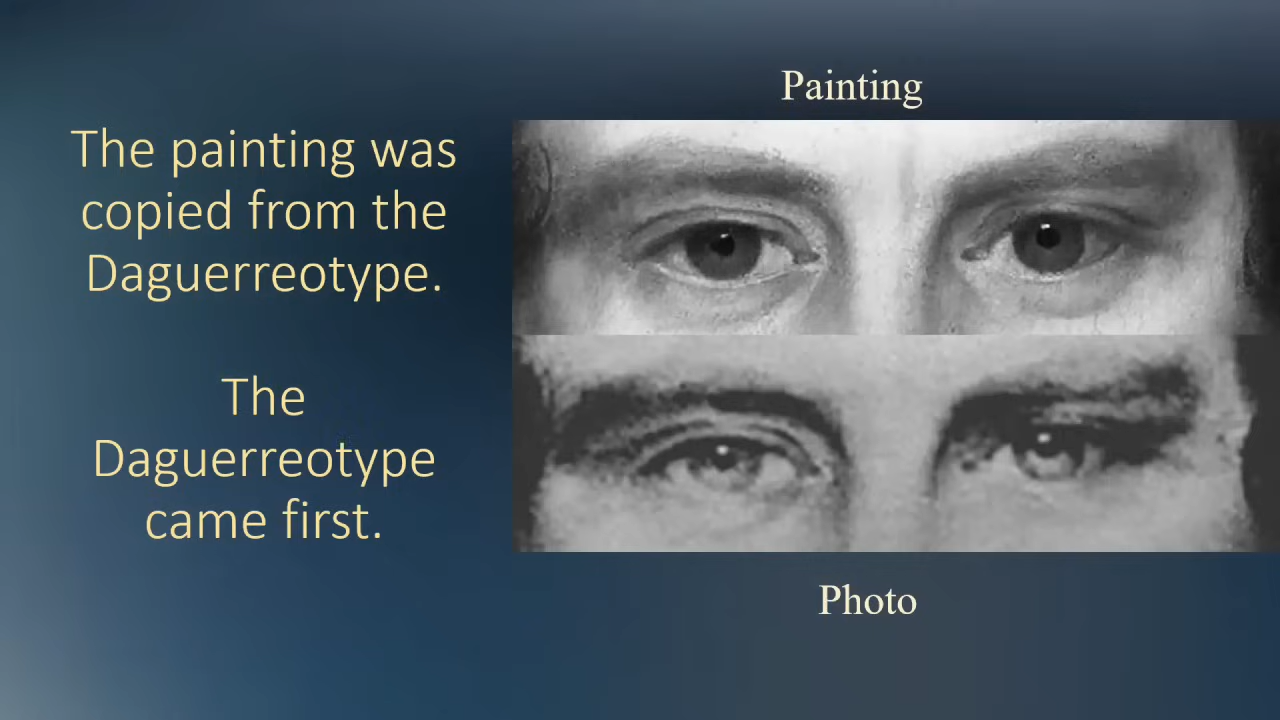 The painting was
copied from the
Daguerreotype.
The
Daguerreotype
came first.
Painting
Photo